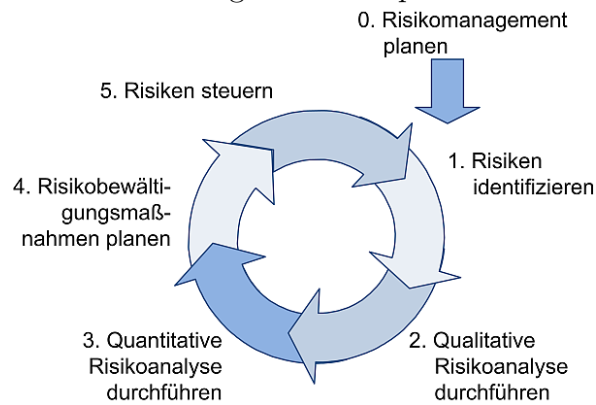 0. Risikomanagement
planen
5. Risiken steuern
1. Risiken
identifizieren
4. Risikobewälti-
gungsmaß-
nahmen planen
3. Quantitative
Risikoanalyse
durchführen
2. Qualitative
Risikoanalyse
durchführen